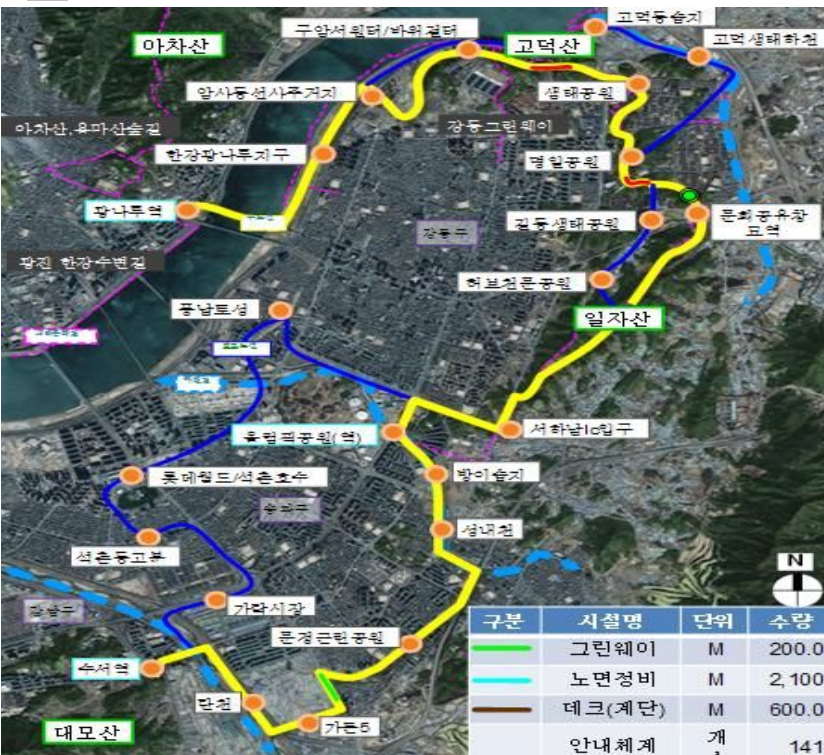 구암서원터/바위절터
고덕동습지
아차산
고덕산
고덕생태하천
암사동선사주거지
생태공원
아차산,용마산숲길
강동그린웨이
한강광나루지구
명일공원
광나루역
강동구
길동생태공원
문화공유창
묘역
광진 한강수변길
허브천문공원
풍납토성
일자산
올림픽공원(역)
서하남Ic입구
롯데월드/석촌호수
방이습지
송파구
성내천
석촌동고분
N
강남구
가락시장
문정근린공원
구분 시설명 단위 수량
그린웨이 M 200.0
수서역
노면정비 M 2,100
탄천
데크(계단) M 600.0
대모산
가든5
안내체계 개 141